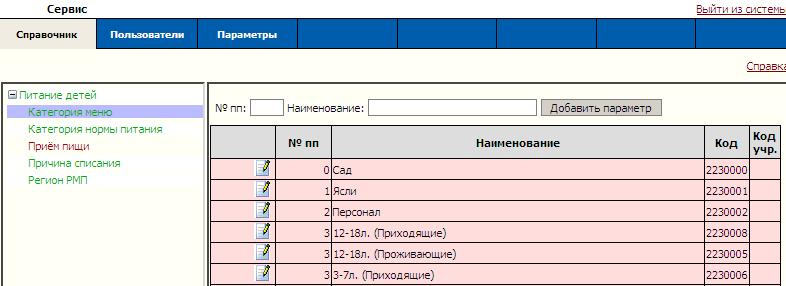 Сервис
Выйти из системы
Справочник Пользователи Параметры
Справка
Питание детей
Категория меню
Категория нормы питания
Приём пищи
Причина списания
Регион РМП
№ пп: Наименование: Добавить параметр
№ пп Наименование Код Код учр.
0 Сад 2230000
1 Ясли 2230001
2 Персонал 2230002
3 12-18л. (Приходящие) 2230008
3 12-18л. (Проживающие) 2230005
3 3-7л. (Приходящие) 2230006